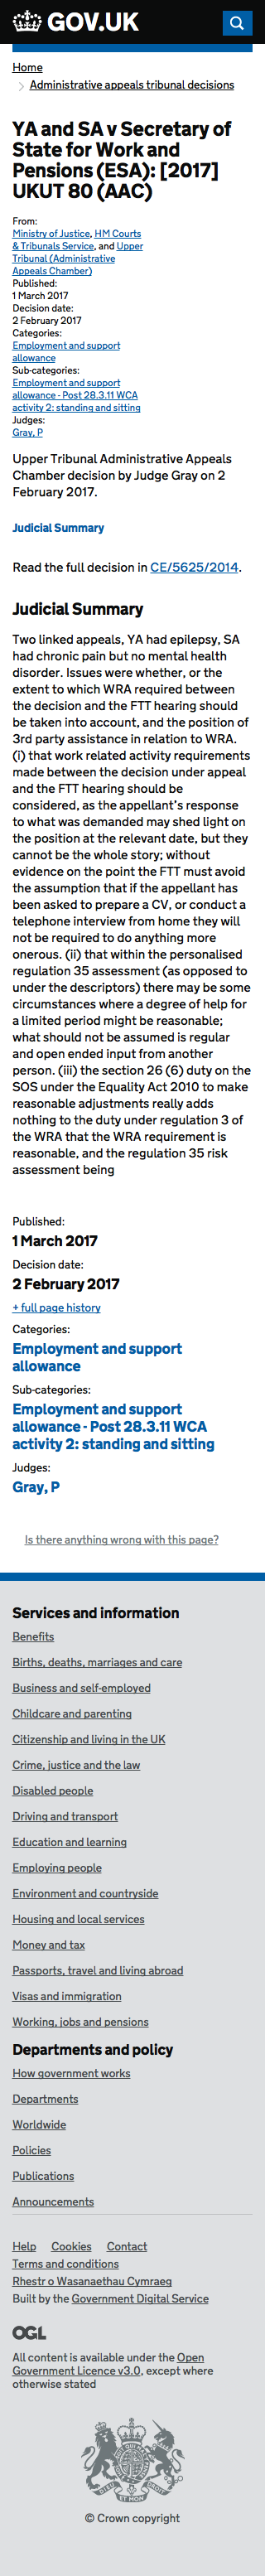 GOV.UK
Home
Administrative appeals tribunal decisions
YA and SA v Secretary of
State for Work and
Pensions (ESA): [2017]
UKUT 80 (AAC)
From:
Ministry of Justice, HM Courts
& Tribunals Service, and Upper
Tribunal (Administrative
Appeals Chamber)
Published:
1 March 2017
Decision date:
2 February 2017
Categories:
Employment and support
allowance
Sub-categories:
Employment and support
allowance - Post 28.3.11 WCA
activity 2: standing and sitting
Judges:
Gray, P
Upper Tribunal Administrative Appeals
Chamber decision by Judge Gray on 2
February 2017.
Judicial Summary
Read the full decision in CE/5625/2014.
Judicial Summary
Two linked appeals, YA had epilepsy, SA
had chronic pain but no mental health
disorder. Issues were whether, or the
extent to which WRA required between
the decision and the FTT hearing should
be taken into account, and the position of
3rd party assistance in relation to WRA.
(i) that work related activity requirements
made between the decision under appeal
and the FTT hearing should be
considered, as the appellant's response
to what was demanded may shed light on
the position at the relevant date, but they
cannot be the whole story; without
evidence on the point the FTT must avoid
the assumption that if the appellant has
been asked to prepare a CV, or conduct a
telephone interview from home they will
not be required to do anything more
onerous. (ii) that within the personalised
regulation 35 assessment (as opposed to
under the descriptors) there may be some
circumstances where a degree of help for
a limited period might be reasonable;
what should not be assumed is regular
and open ended input from another
person. (iii) the section 26 (6) duty on the
SOS under the Equality Act 2010 to make
reasonable adjustments really adds
nothing to the duty under regulation 3 of
the WRA that the WRA requirement is
reasonable, and the regulation 35 risk
assessment being
Published:
1 March 2017
Decision date:
2 February 2017
+ full page history
Categories:
Employment and support
allowance
Sub-categories:
Employment and support
allowance - Post 28.3.11 WCA
activity 2: standing and sitting
Judges:
Gray, P
Is there anything wrong with this page?
Services and information
Benefits
Births, deaths, marriages and care
Business and self-employed
Childcare and parenting
Citizenship and living in the UK
Crime, justice and the law
Disabled people
Driving and transport
Education and learning
Employing people
Environment and countryside
Housing and local services
Money and tax
Passports, travel and living abroad
Visas and immigration
Working, jobs and pensions
Departments and policy
How government works
Departments
Worldwide
Policies
Publications
Announcements
Help Cookies Contact
Terms and conditions
Rhestr o Wasanaethau Cymraeg
Built by the Government Digital Service
OGL
All content is available under the Open
Government Licence v3.0, except where
otherwise stated
© Crown copyright